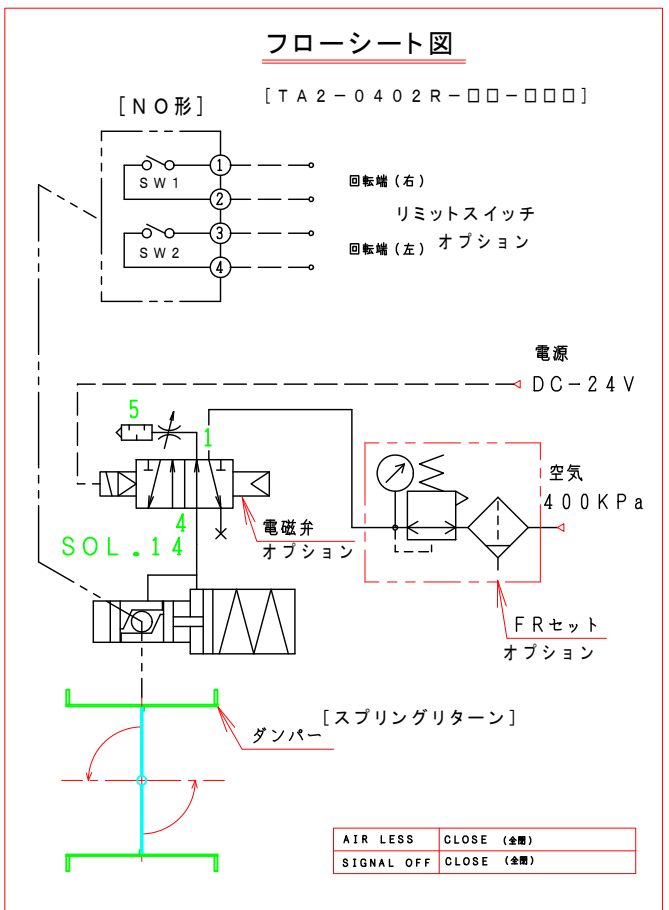 フローシート図
[TA2-0402R-□□-□□□]
[NO形]
1
SW1
2
回転端(右)
リミットスイッチ
オプション
3
SW2
4
回転端(左)
電源
DC-24V
5
1
空気
400KPa
4
SOL.14
電磁弁
オプション
FRセット
オプション
[スプリングリターン]
ダンパー
AIR LESS CLOSE (全閉)
SIGNAL OFF CLOSE (全閉)